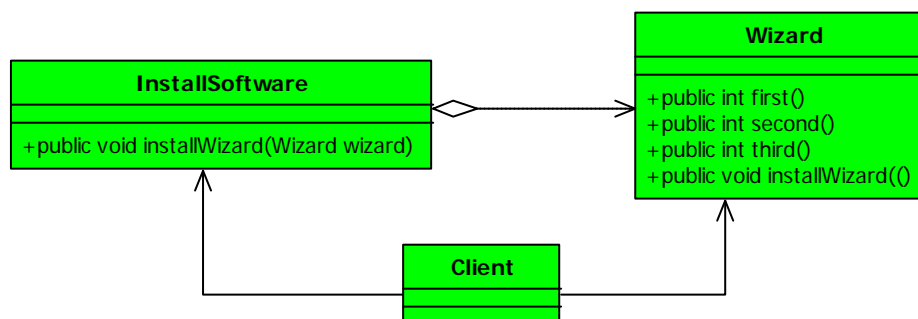 InstallSoftware
+public void installWizard(Wizard wizard)
Wizard
+public int first()
+public int second()
+public int third()
+public void installWizard(()
Client